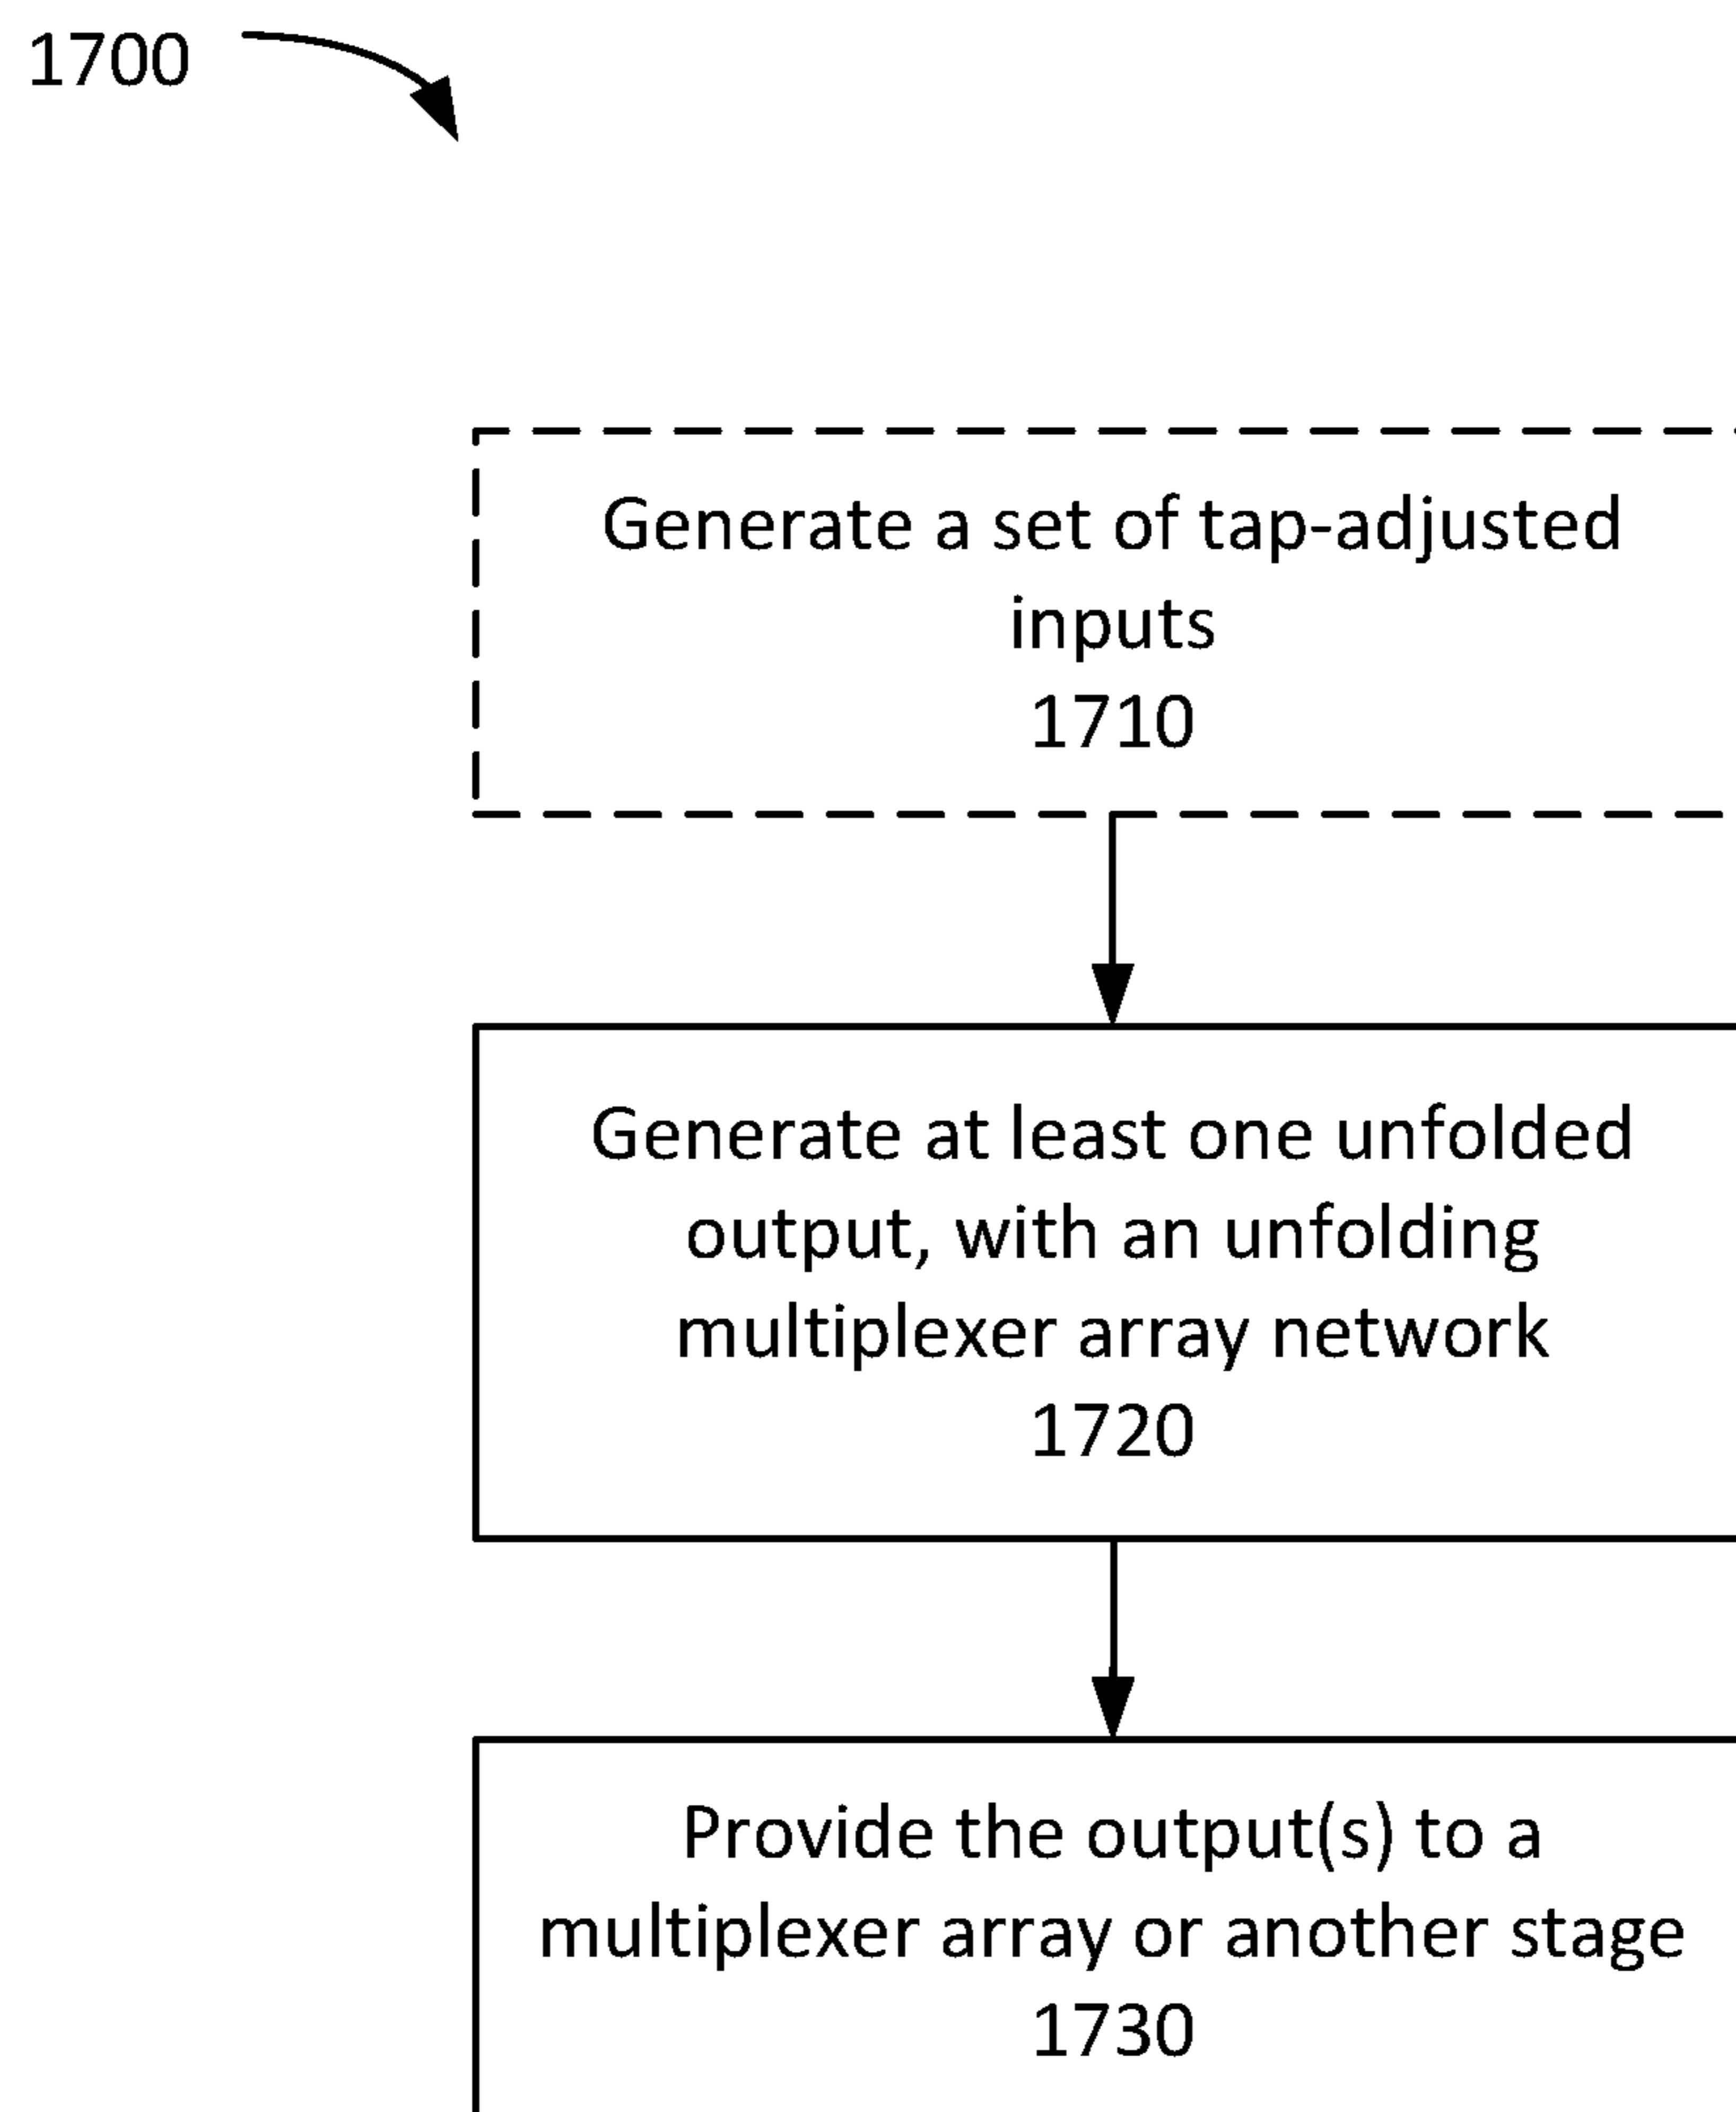 1700
Generate a set of tap-adjusted
inputs
1710
Generate at least one unfolded
output, with an unfolding
multiplexer array network
1720
Provide the output(s) to a
multiplexer array or another stage
1730